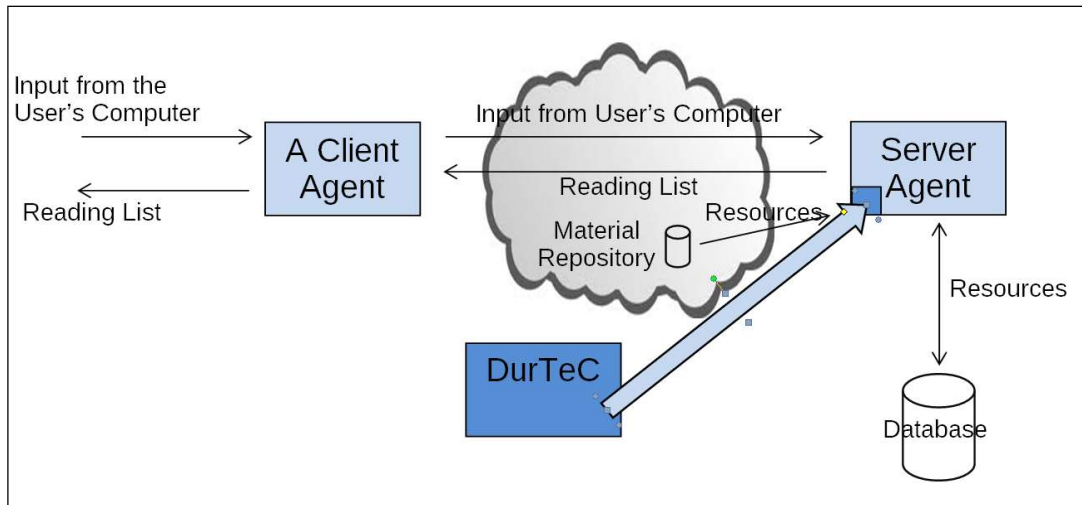 Input from the
User's Computer
A Client
Agent
Reading List
Input from User's Computer
Reading List
Resources
Material
Repository
Server
Agent
Resources
DurTeC
Database